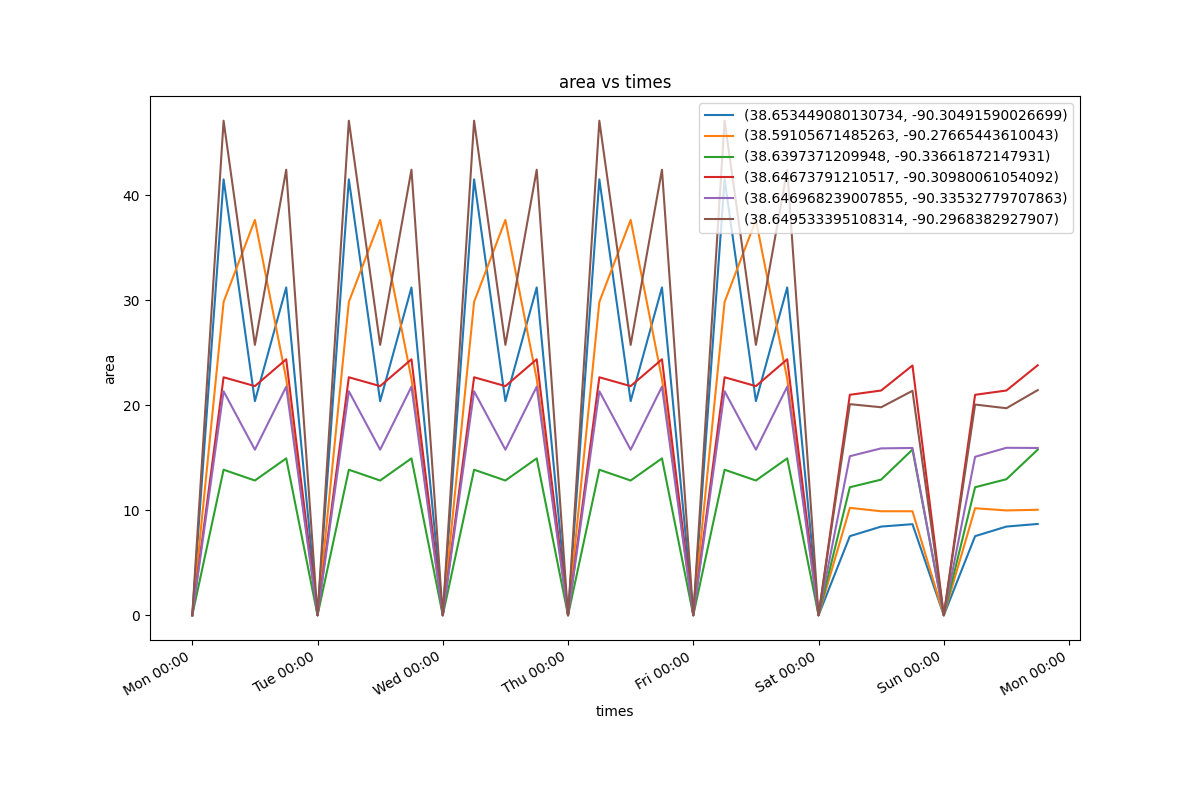 area vs times
(38.653449080130734, -90.30491590026699)
(38.59105671485263, -90.27665443610043)
(38.6397371209948, -90.33661872147931)
(38.64673791210517, -90.30980061054092)
(38.646968239007855, -90.33532779707863)
(38.649533395108314, -90.2968382927907)
area
40
30
20
10
0
Mon 00:00
Tue 00:00
Wed 00:00
Thu 00:00
Fri 00:00
Sat 00:00
Sun 00:00
Mon 00:00
times